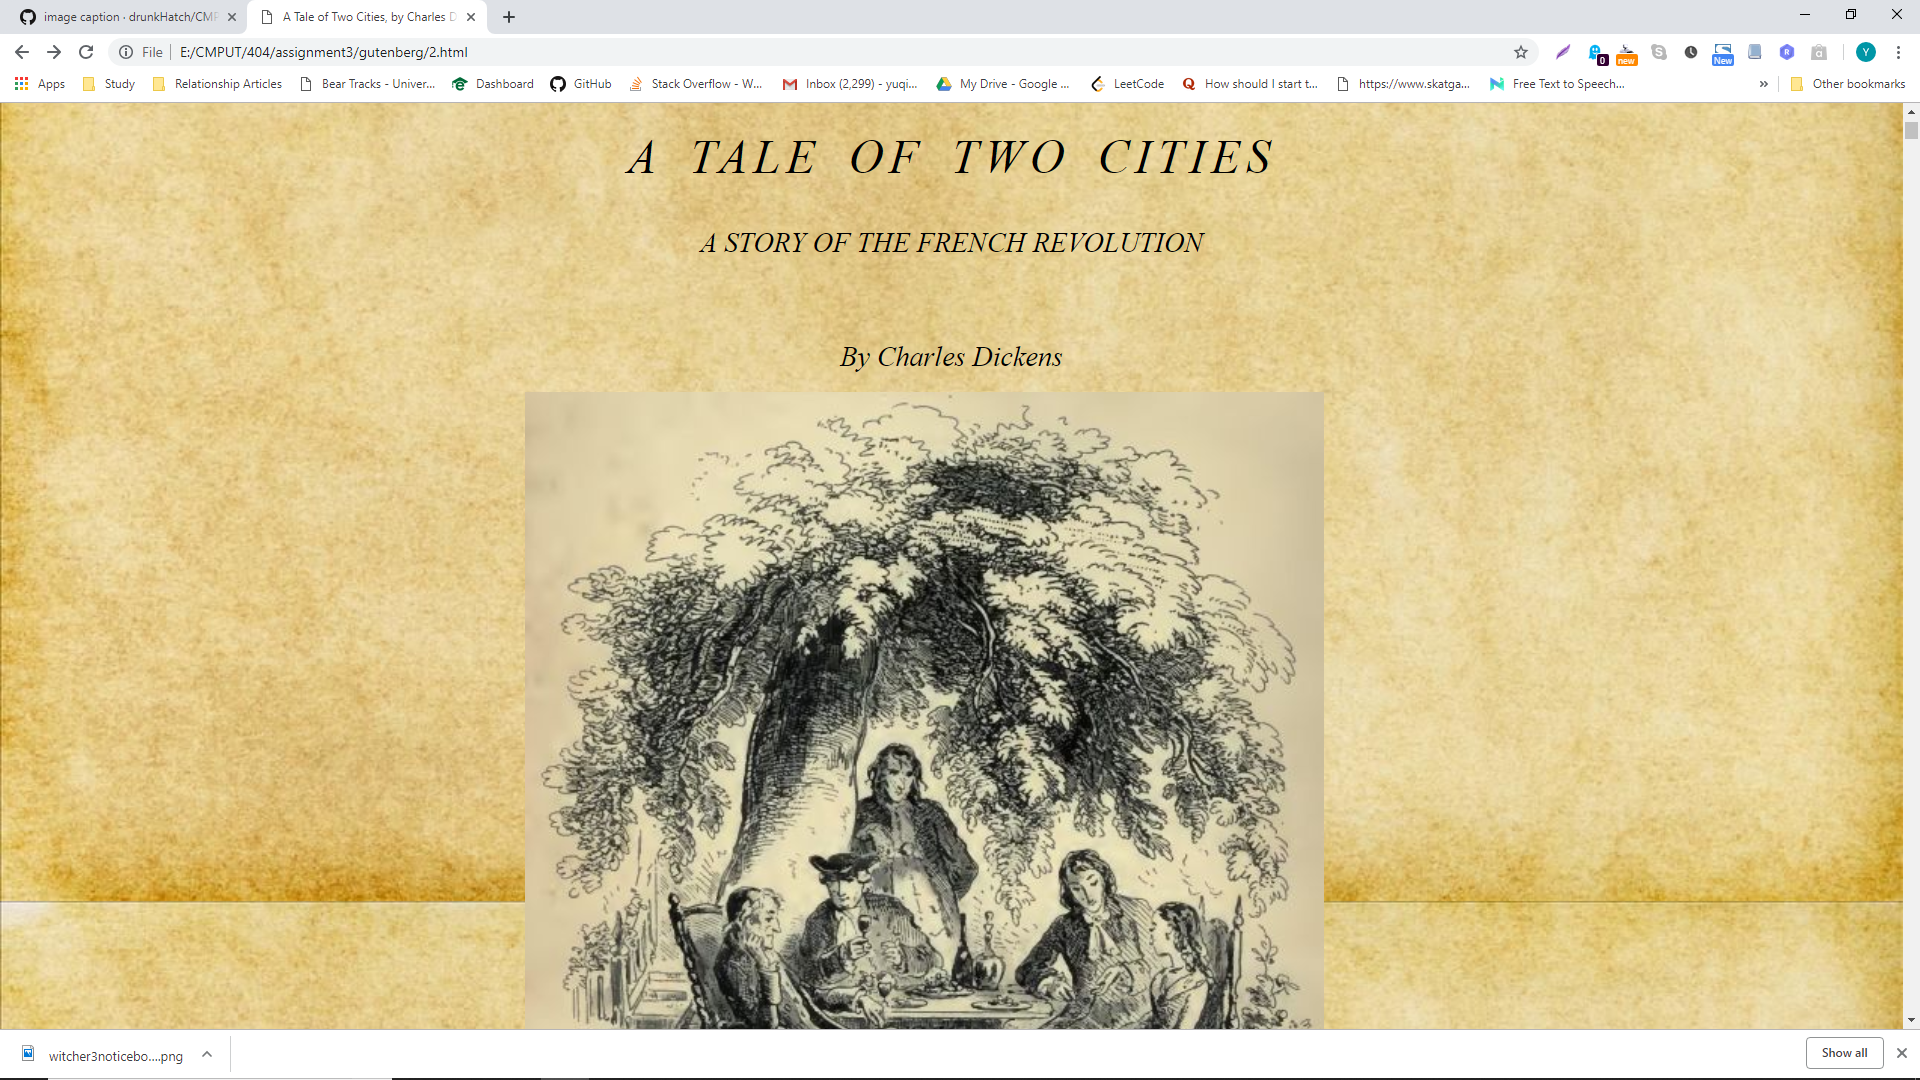 image caption · drunkHatch/CMP
A Tale of Two Cities, by Charles D
File
E:/CMPUT/404/assignment3/gutenberg/2.html
0
new
New
R
a
Y
Apps
Study
Relationship Articles
Bear Tracks - Univer...
Dashboard
GitHub
Stack Overflow - W...
Inbox (2,299) - yuqi...
My Drive - Google ...
LeetCode
How should I start t...
https://www.skatga...
Free Text to Speech...
»
Other bookmarks
A TALE OF TWO CITIES
A STORY OF THE FRENCH REVOLUTION
By Charles Dickens
witcher3noticebo....png
Show all